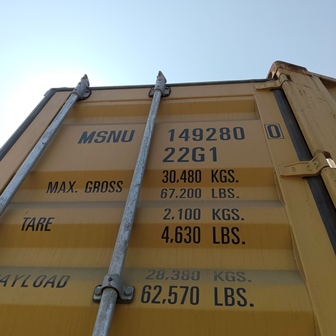 MSNU 149280 0
22G1
MAX. GROSS 30.480 KGS.
67.200 LBS.
TARE 2.100 KGS.
4,630 LBS.
AYLOAD 28.380 KGS.
62,570 LBS.